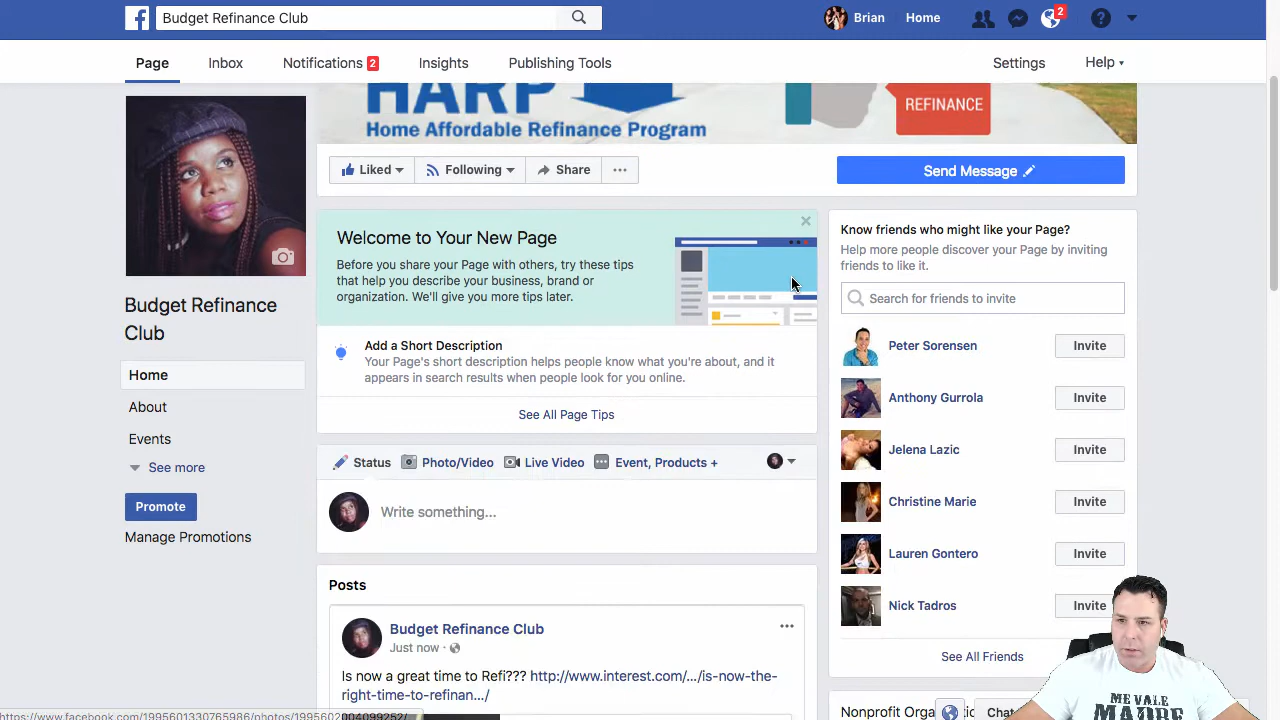 Budget Refinance Club
Brian Home 2
Page Inbox Notifications 2 Insights Publishing Tools Settings Help
HARP
Home Affordable Refinance Program
REFINANCE
Liked Following Share ... Send Message
Budget Refinance
Club
Home
About
Events
See more
Promote
Manage Promotions
Welcome to Your New Page
Before you share your Page with others, try these tips
that help you describe your business, brand or
organization. We'll give you more tips later.
Add a Short Description
Your Page's short description helps people know what you're about, and it
appears in search results when people look for you online.
See All Page Tips
Status Photo/Video Live Video Event, Products +
Write something...
Posts
Budget Refinance Club
Just now ·
Is now a great time to Refi??? http://www.interest.com/.../is-now-the-
right-time-to-refinan.../
Know friends who might like your Page?
Help more people discover your Page by inviting
friends to like it.
Search for friends to invite
Peter Sorensen Invite
Anthony Gurrola Invite
Jelena Lazic Invite
Christine Marie Invite
Lauren Gontero Invite
Nick Tadros Invite
See All Friends
Nonprofit Orga
Chat
ME VALE
MADRE